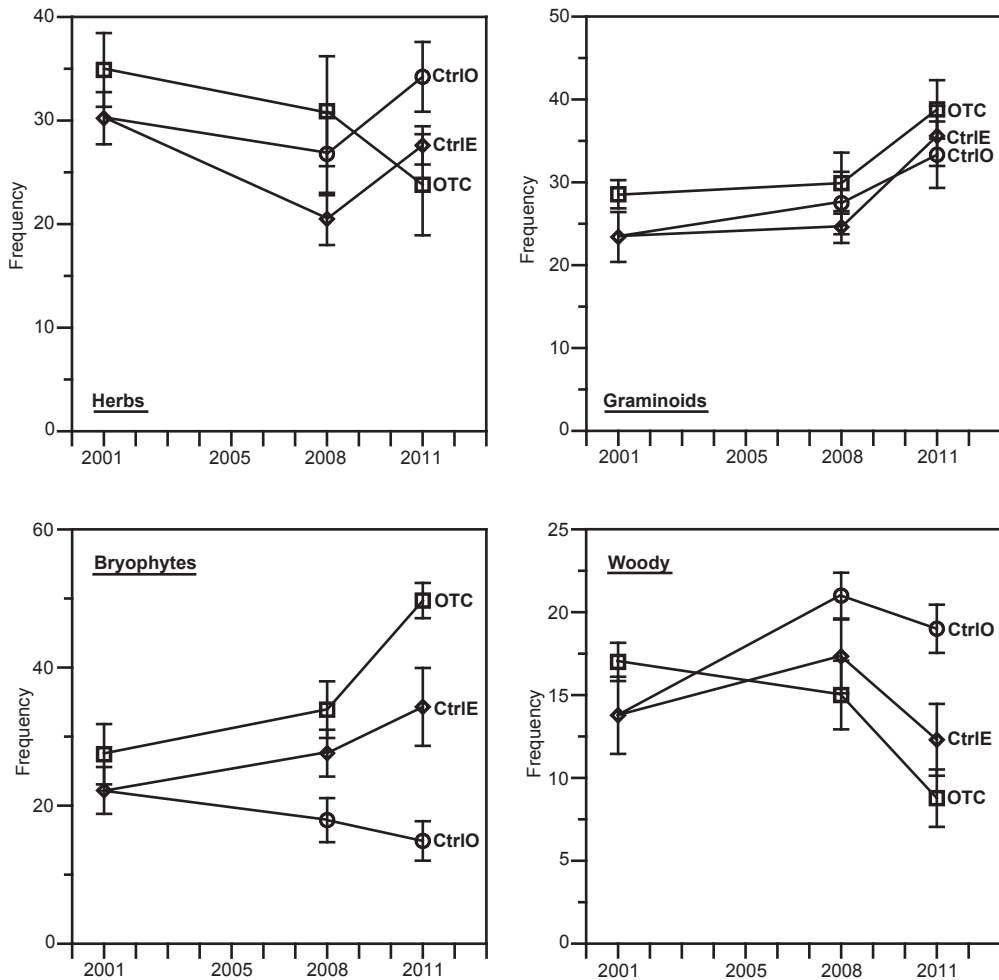 40
30
20
10
0
Frequency
Herbs
CtrlO
CtrlE
OTC
2001 2005 2008 2011
50
40
30
20
10
0
Frequency
Graminoids
OTC
CtrlE
CtrlO
2001 2005 2008 2011
60
40
20
0
Frequency
Bryophytes
OTC
CtrlE
CtrlO
2001 2005 2008 2011
25
20
15
10
5
0
Frequency
Woody
CtrlO
CtrlE
OTC
2001 2005 2008 2011